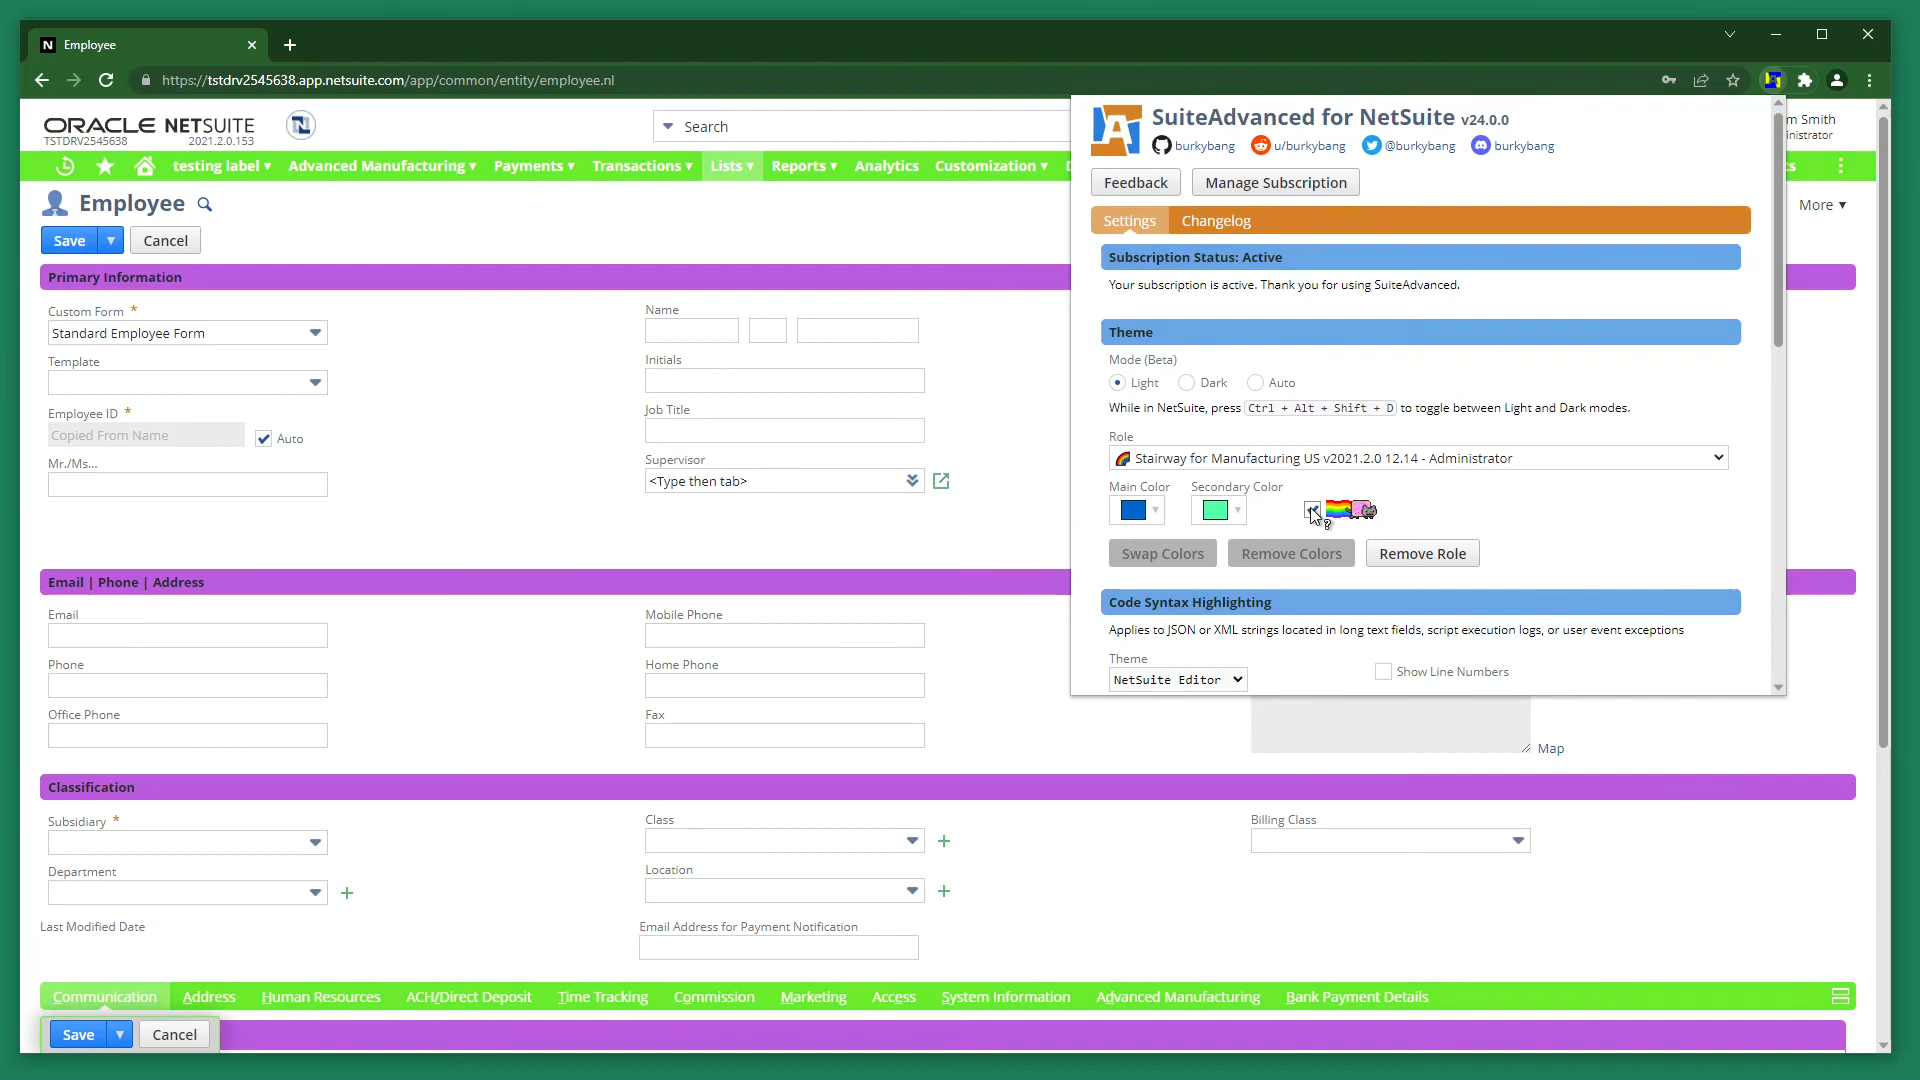 Employee
https://tstdrv2545638.app.netsuite.com/app/common/entity/employee.nl
ORACLE NETSUITE
TSTDRV2545638 2021.2.0.153
Search
m Smith
inistrator
testing label Advanced Manufacturing Payments Transactions Lists Reports Analytics Customization
Employee
More
Save Cancel
Primary Information
Custom Form *
Standard Employee Form
Template
Employee ID *
Copied From Name
Auto
Mr./Ms...
Name
Initials
Job Title
Supervisor
<Type then tab>
Email | Phone | Address
Email
Mobile Phone
Phone
Home Phone
Office Phone
Fax
Map
Classification
Subsidiary *
Class
Billing Class
Department
Location
Last Modified Date
Email Address for Payment Notification
Communication Address Human Resources ACH/Direct Deposit Time Tracking Commission Marketing Access System Information Advanced Manufacturing Bank Payment Details
Save Cancel
SuiteAdvanced for NetSuite v24.0.0
burkybang u/burkybang @burkybang burkybang
Feedback Manage Subscription
Settings Changelog
Subscription Status: Active
Your subscription is active. Thank you for using SuiteAdvanced.
Theme
Mode (Beta)
Light Dark Auto
While in NetSuite, press Ctrl + Alt + Shift + D to toggle between Light and Dark modes.
Role
Stairway for Manufacturing US v2021.2.0 12.14 - Administrator
Main Color Secondary Color
Swap Colors Remove Colors Remove Role
Code Syntax Highlighting
Applies to JSON or XML strings located in long text fields, script execution logs, or user event exceptions
Theme
NetSuite Editor
Show Line Numbers